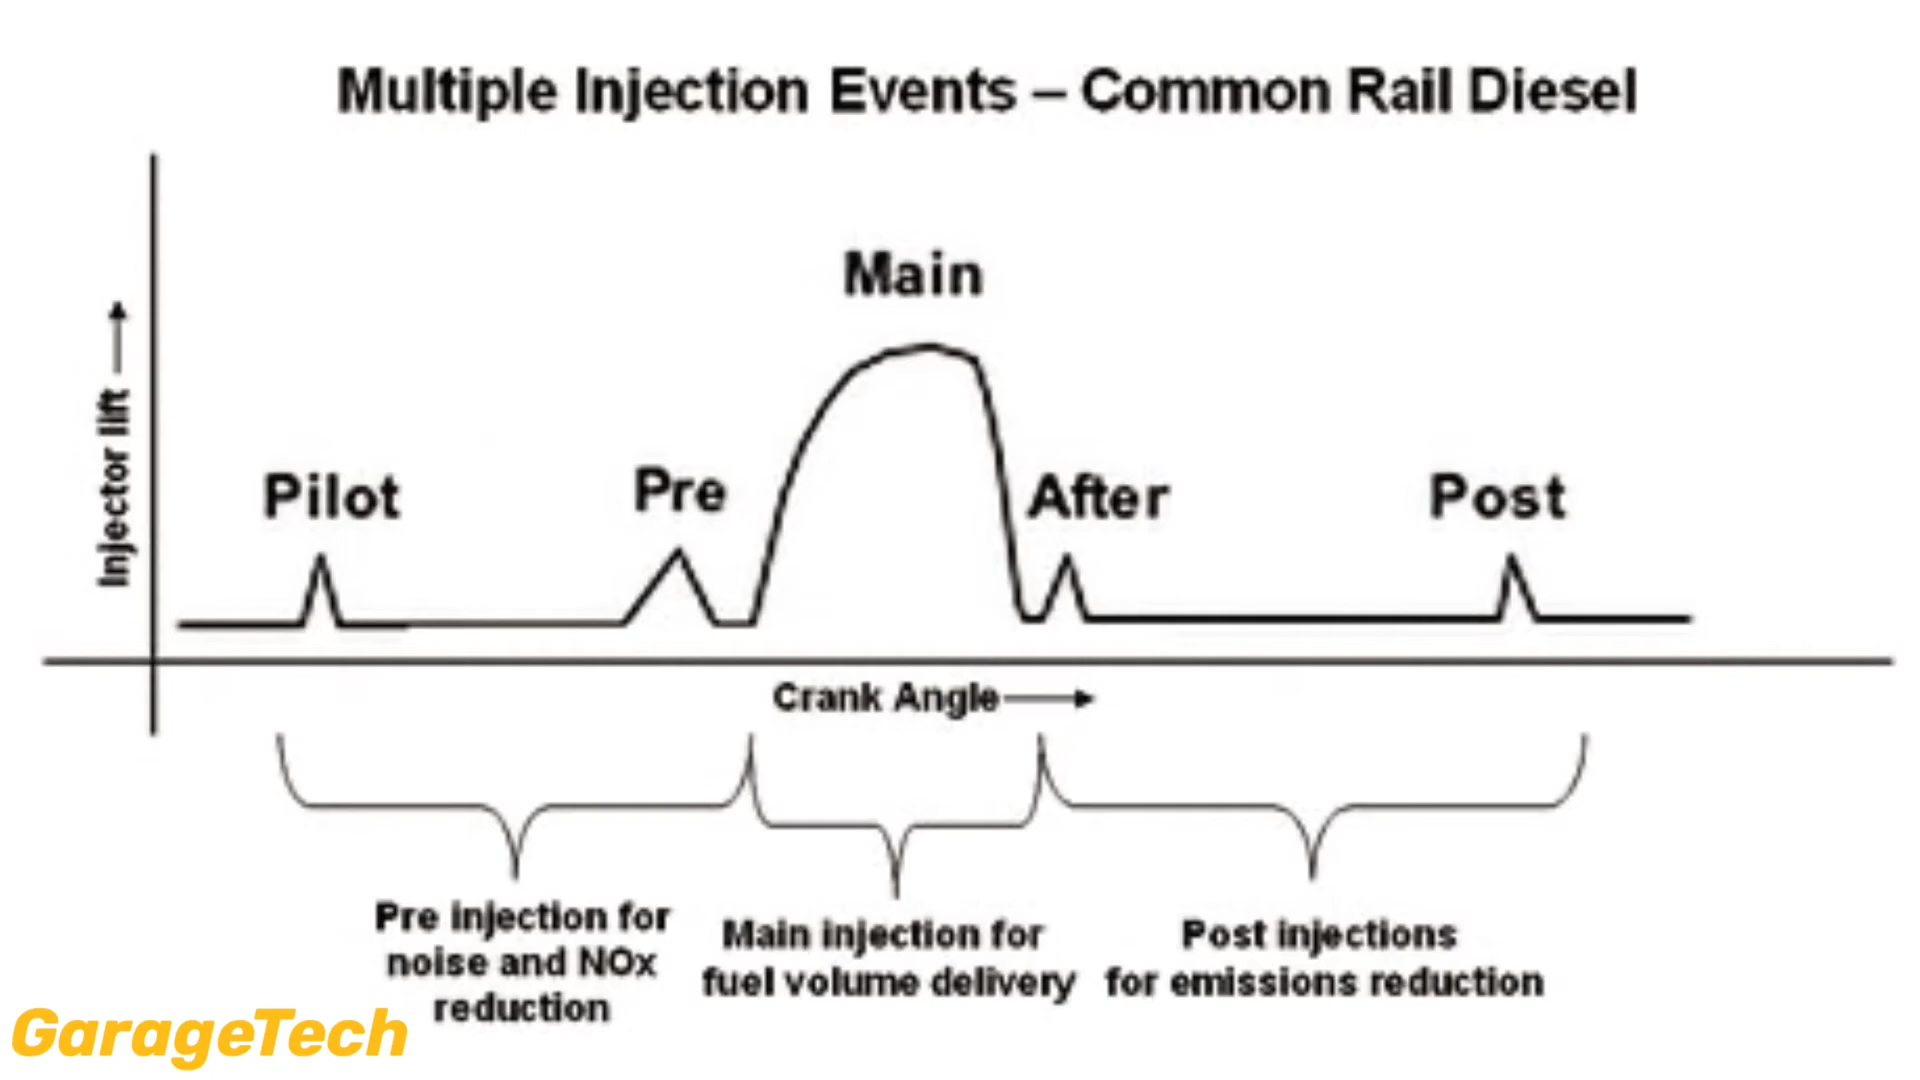 Multiple Injection Events – Common Rail Diesel
Main
Injector lift
Pilot
Pre
After
Post
Crank Angle
Pre injection for
noise and NOx
reduction
Main injection for
fuel volume delivery
Post injections
for emissions reduction
GarageTech